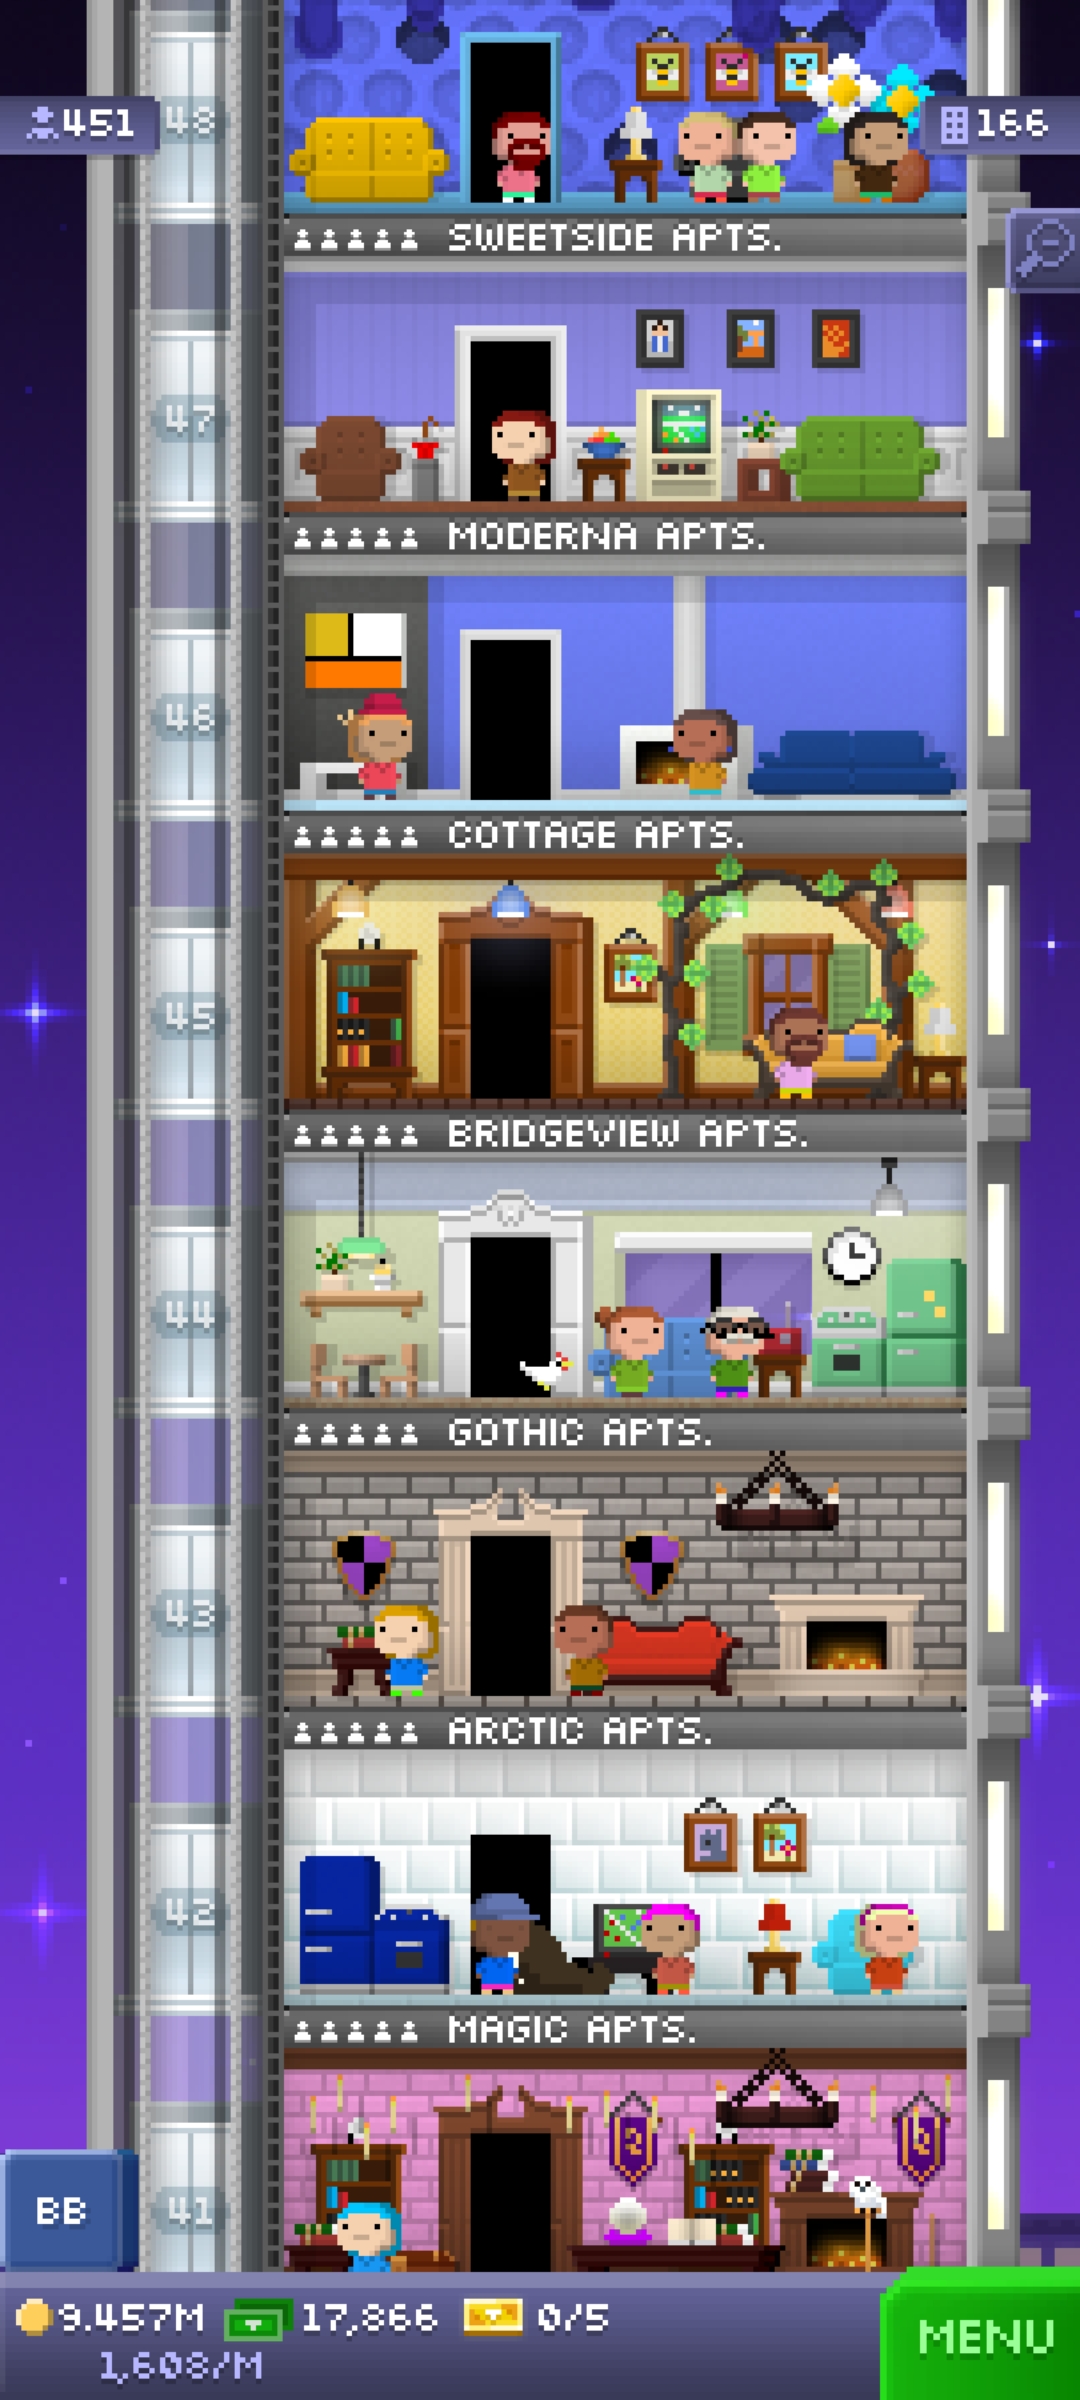 451
48
166
SWEETSIDE APTS.
47
MODERNA APTS.
46
COTTAGE APTS.
45
BRIDGEVIEW APTS.
44
GOTHIC APTS.
43
ARCTIC APTS.
42
MAGIC APTS.
BB
41
9.457M
17,866
0/5
MENU
1,608/M